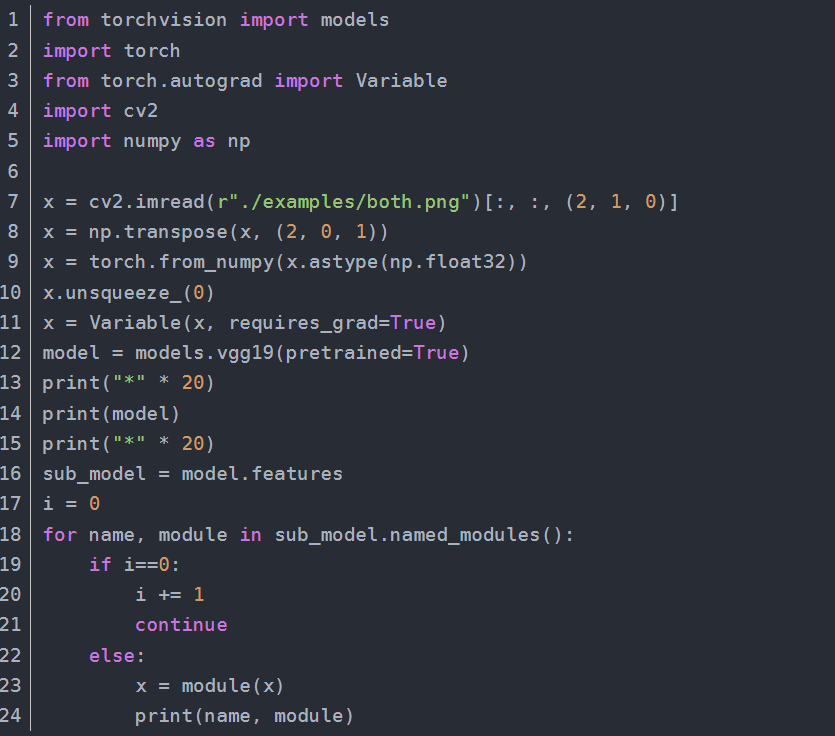 1 from torchvision import models
2 import torch
3 from torch.autograd import Variable
4 import cv2
5 import numpy as np
6
7 x = cv2.imread(r"./examples/both.png")[:, :, (2, 1, 0)]
8 x = np.transpose(x, (2, 0, 1))
9 x = torch.from_numpy(x.astype(np.float32))
10 x.unsqueeze_(0)
11 x = Variable(x, requires_grad=True)
12 model = models.vgg19(pretrained=True)
13 print("*" * 20)
14 print(model)
15 print("*" * 20)
16 sub_model = model.features
17 i = 0
18 for name, module in sub_model.named_modules():
19     if i==0:
20         i += 1
21         continue
22     else:
23         x = module(x)
24         print(name, module)